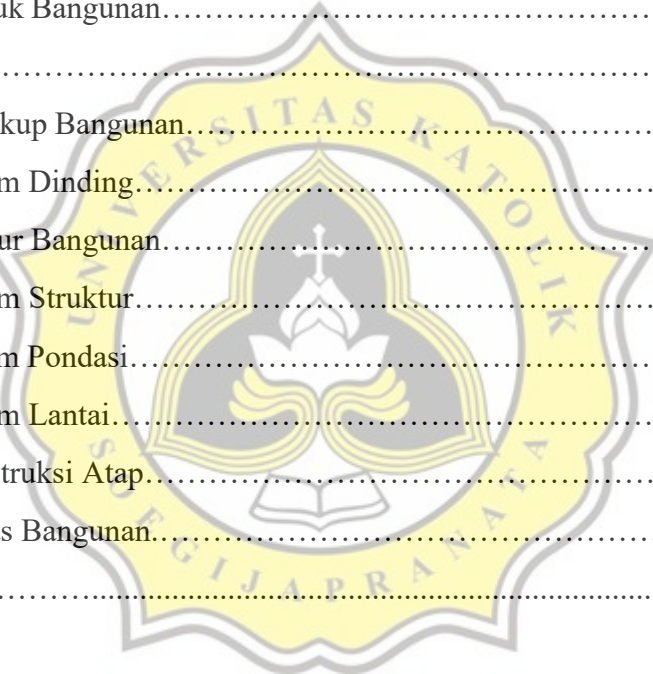 uk Bangunan……………………………………………
………………………………………………………
kup Bangunan…………………………………………
m Dinding………………………………………………
ur Bangunan……………………………………………
m Struktur………………………………………………
m Pondasi………………………………………………
m Lantai…………………………………………………
truksi Atap………………………………………………
s Bangunan………………………………………………
………......................................................................
UNIVERSITAS KATOLIK
SOEGIJAPRANATA